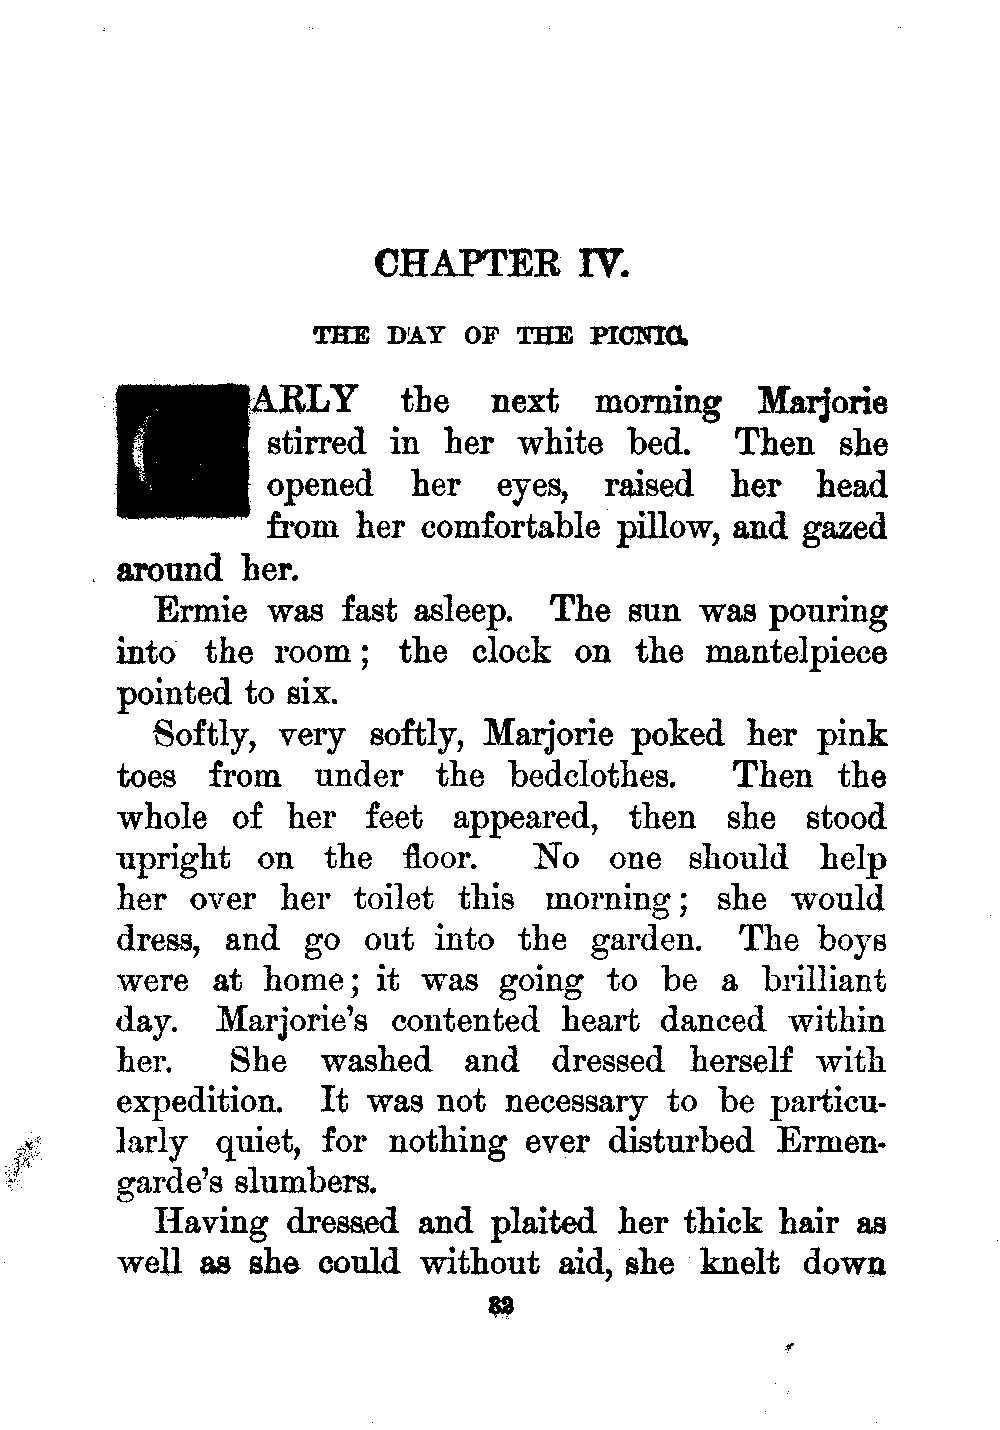 CHAPTER IV.
THE DAY OF THE PICNIC.
EARLY the next morning Marjorie
stirred in her white bed. Then she
opened her eyes, raised her head
from her comfortable pillow, and gazed
around her.
Ermie was fast asleep. The sun was pouring
into the room; the clock on the mantelpiece
pointed to six.
Softly, very softly, Marjorie poked her pink
toes from under the bedclothes. Then the
whole of her feet appeared, then she stood
upright on the floor. No one should help
her over her toilet this morning; she would
dress, and go out into the garden. The boys
were at home; it was going to be a brilliant
day. Marjorie's contented heart danced within
her. She washed and dressed herself with
expedition. It was not necessary to be particu-
larly quiet, for nothing ever disturbed Ermen-
garde's slumbers.
Having dressed and plaited her thick hair as
well as she could without aid, she knelt down